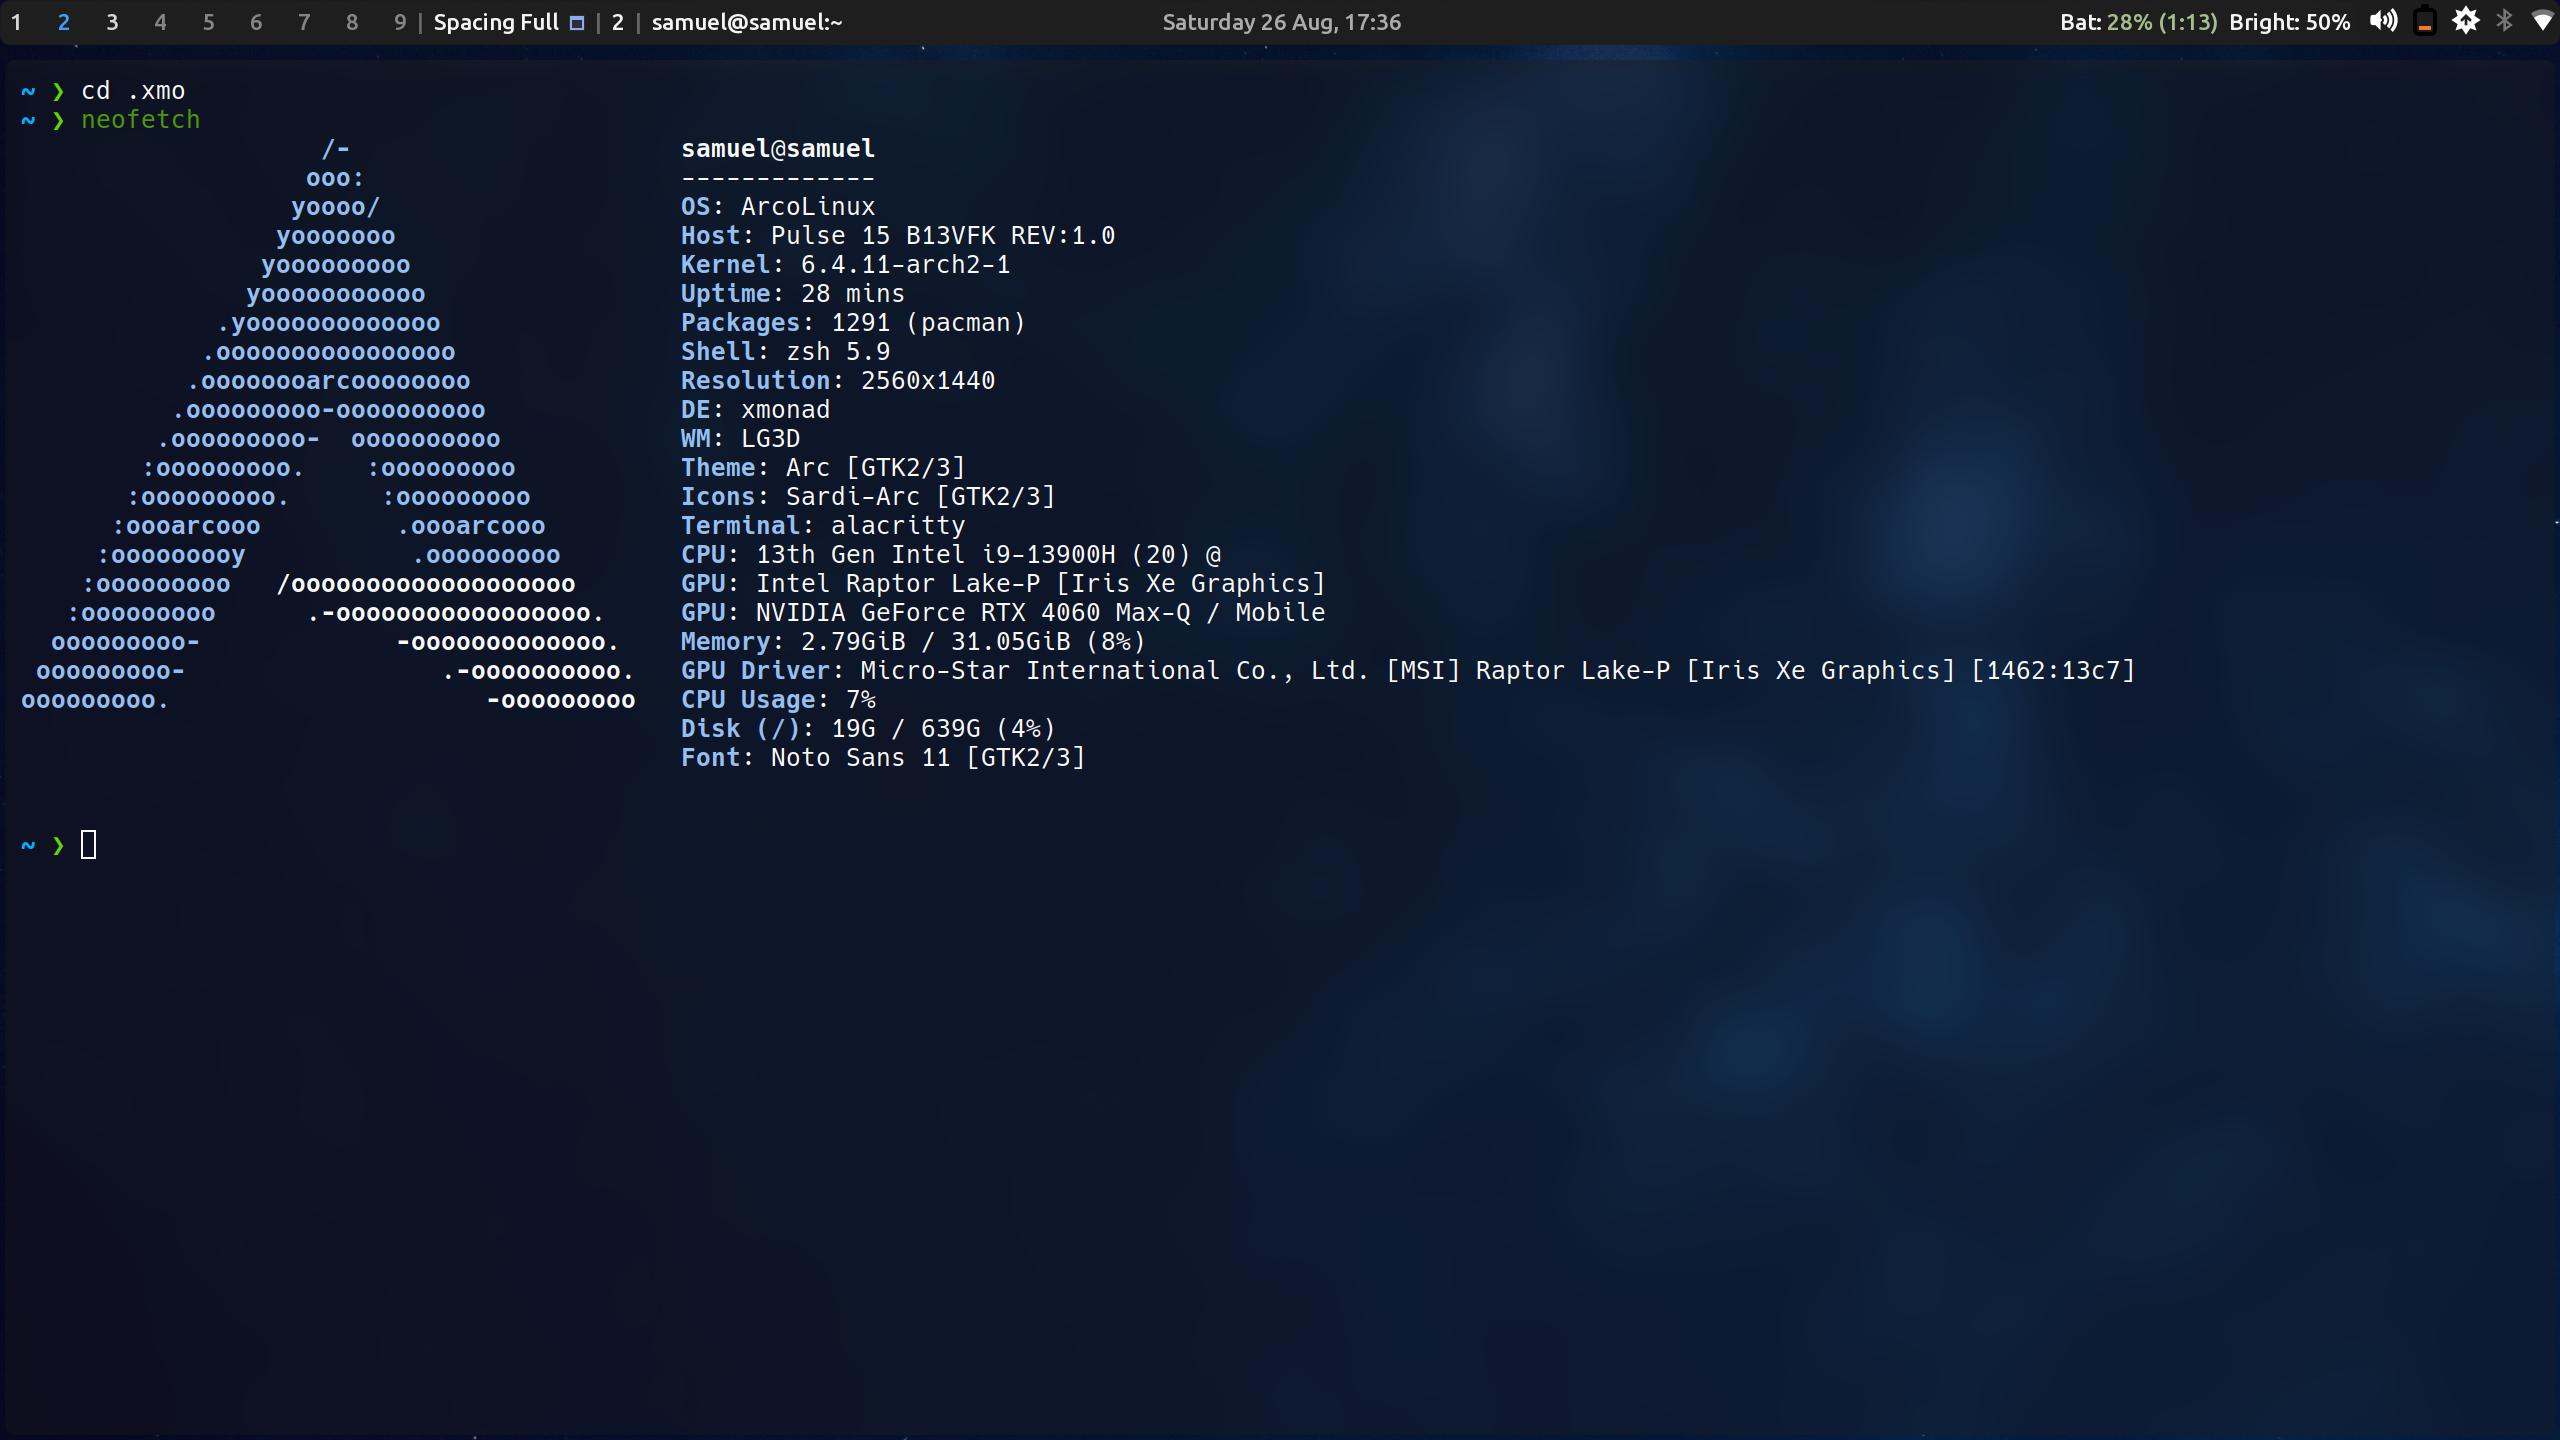 1 2 3 4 5 6 7 8 9 | Spacing Full | 2 | samuel@samuel:~ Saturday 26 Aug, 17:36 Bat: 28% (1:13) Bright: 50%
~ ❯ cd .xmo
~ ❯ neofetch
/- samuel@samuel
ooo: -------------
yoooo/ OS: ArcoLinux
yooooooo Host: Pulse 15 B13VFK REV:1.0
yooooooooo Kernel: 6.4.11-arch2-1
yooooooooooo Uptime: 28 mins
.yooooooooooooo Packages: 1291 (pacman)
.oooooooooooooooo Shell: zsh 5.9
.oooooooarcoooooooo Resolution: 2560x1440
.ooooooooo-oooooooooo DE: xmonad
.ooooooooo- oooooooooo WM: LG3D
:ooooooooo. :ooooooooo Theme: Arc [GTK2/3]
:ooooooooo. :ooooooooo Icons: Sardi-Arc [GTK2/3]
:oooarcooo .oooarcooo Terminal: alacritty
:ooooooooy .ooooooooo CPU: 13th Gen Intel i9-13900H (20) @
:ooooooooo /ooooooooooooooooooo GPU: Intel Raptor Lake-P [Iris Xe Graphics]
:ooooooooo .-ooooooooooooooooo. GPU: NVIDIA GeForce RTX 4060 Max-Q / Mobile
ooooooooo- -ooooooooooooo. Memory: 2.79GiB / 31.05GiB (8%)
ooooooooo- .-oooooooooo. GPU Driver: Micro-Star International Co., Ltd. [MSI] Raptor Lake-P [Iris Xe Graphics] [1462:13c7]
ooooooooo. -ooooooooo CPU Usage: 7%
Disk (/): 19G / 639G (4%)
Font: Noto Sans 11 [GTK2/3]
~ ❯